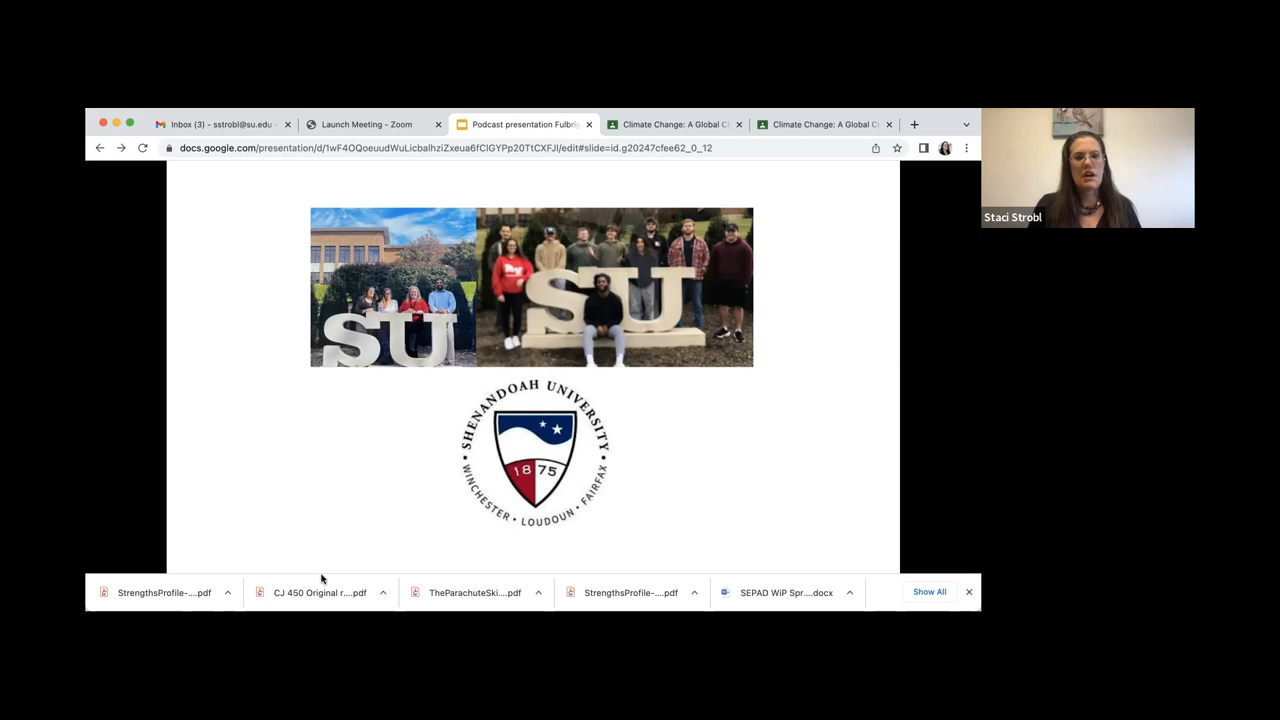 Inbox (3) - sstrobl@su.edu -
Launch Meeting - Zoom
Podcast presentation Fulbrig
Climate Change: A Global C
Climate Change: A Global C
docs.google.com/presentation/d/1wF4OQoeuudWuLicbalhziZxeua6fCIGYPp20TtCXFJI/edit#slide=id.g20247cfee62_0_12
Staci Strobl
SU
SU
SHENANDOAH UNIVERSITY
1875
WINCHESTER • LOUDOUN • FAIRFAX
StrengthsProfile-....pdf
CJ 450 Original r....pdf
TheParachuteSki....pdf
StrengthsProfile-....pdf
SEPAD WiP Spr....docx
Show All